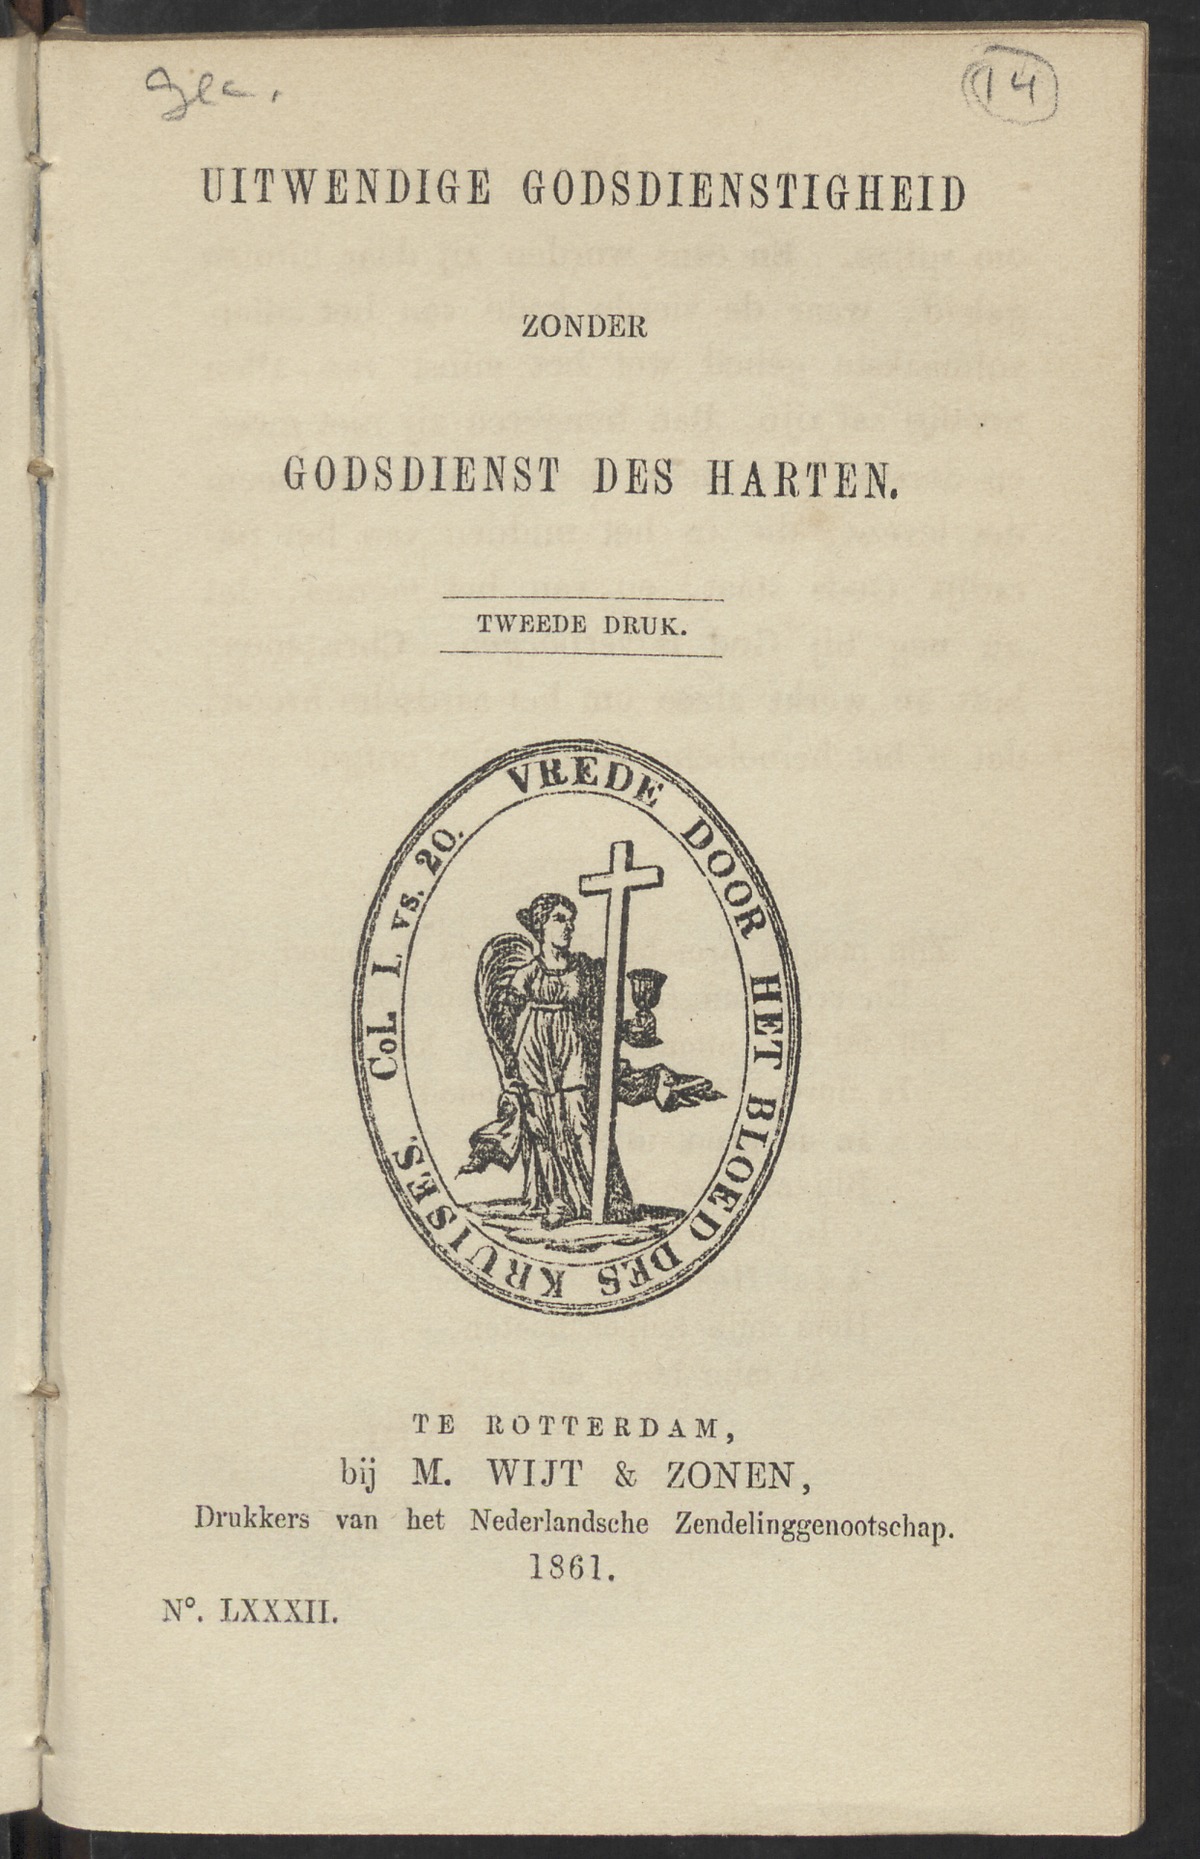 14
UITWENDIGE GODSDIENSTIGHEID
ZONDER
GODSDIENST DES HARTEN.
TWEEDE DRUK.
VREDE DOOR HET BLOED DES KRUISES. Col. I. vs. 20.
TE ROTTERDAM,
bij M. WIJT & ZONEN,
Drukkers van het Nederlandsche Zendelinggenootschap.
1861.
N°. LXXXII.